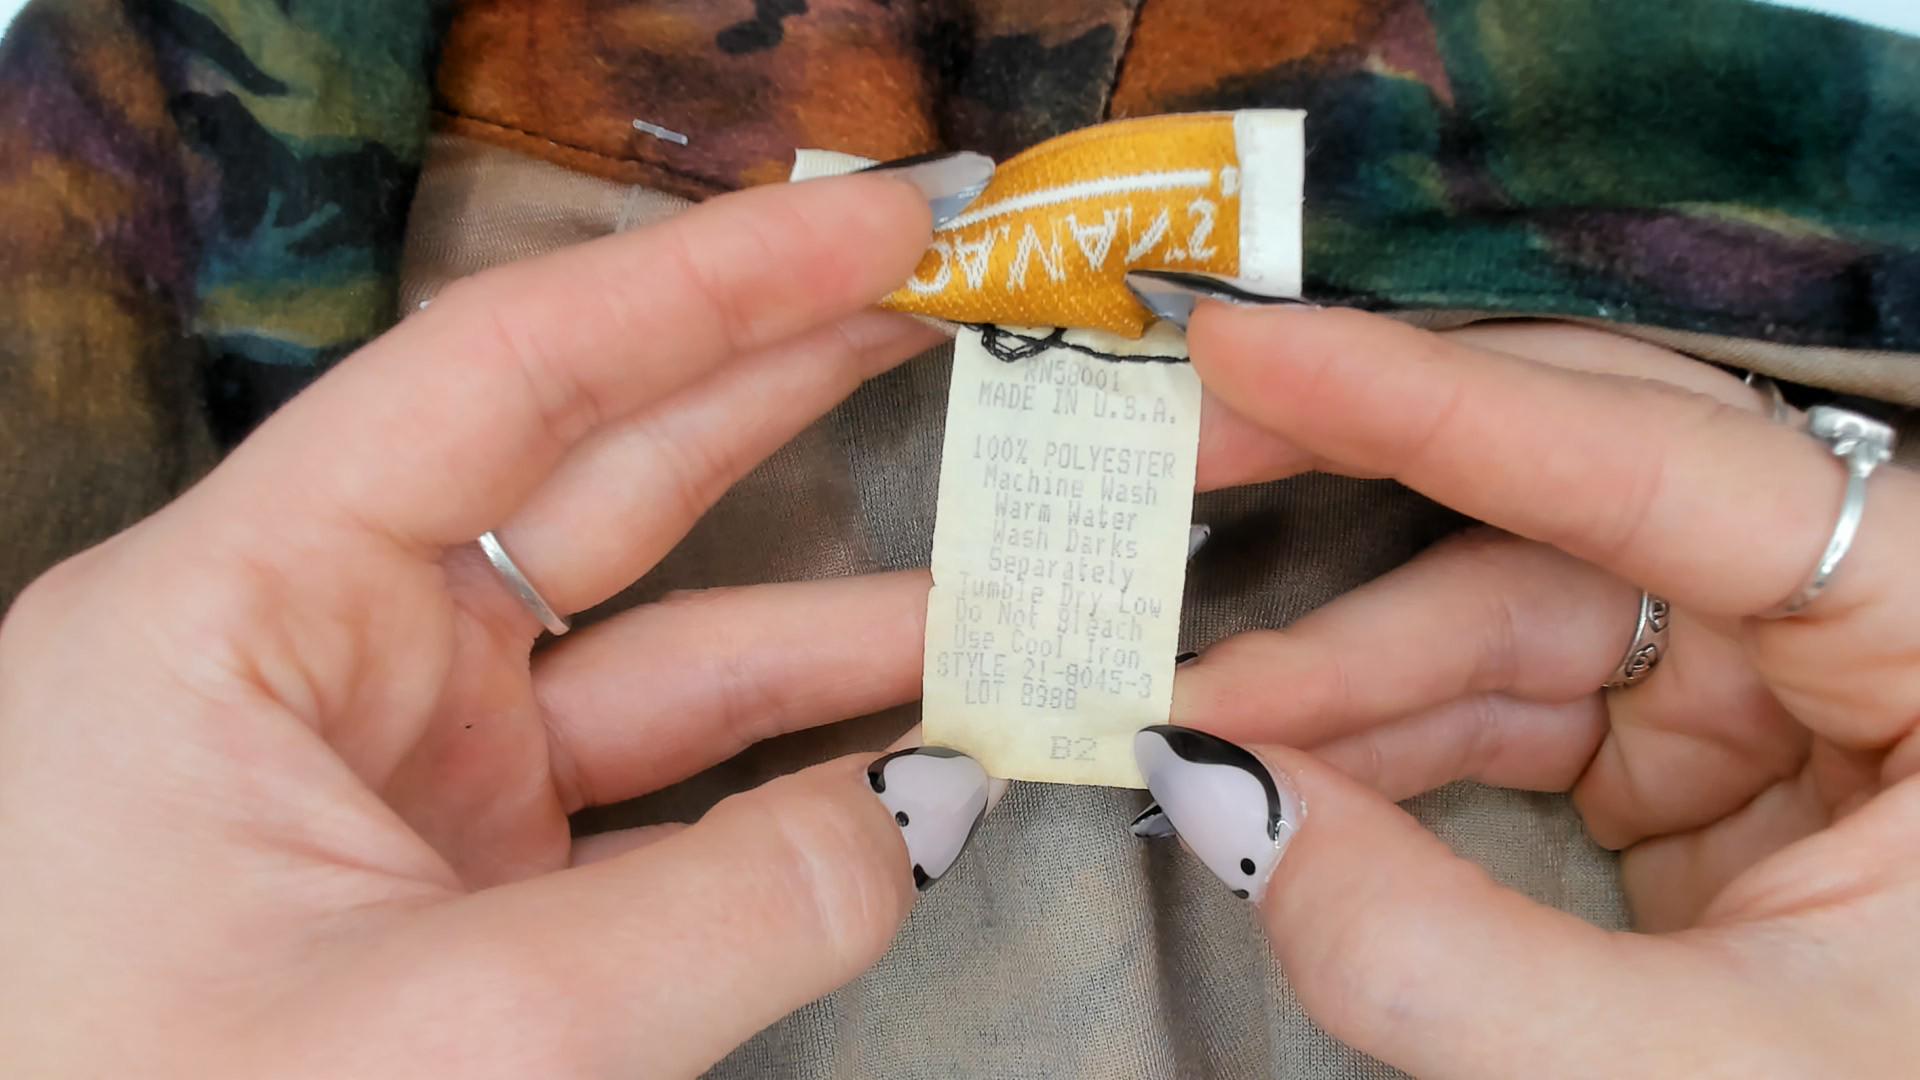 RN58001
MADE IN U.S.A.
100% POLYESTER
Machine Wash
Warm Water
Wash Darks
Separately
Tumble Dry Low
Do Not Bleach
Use Cool Iron
STYLE 21-8045-3
LOT 8988
B2